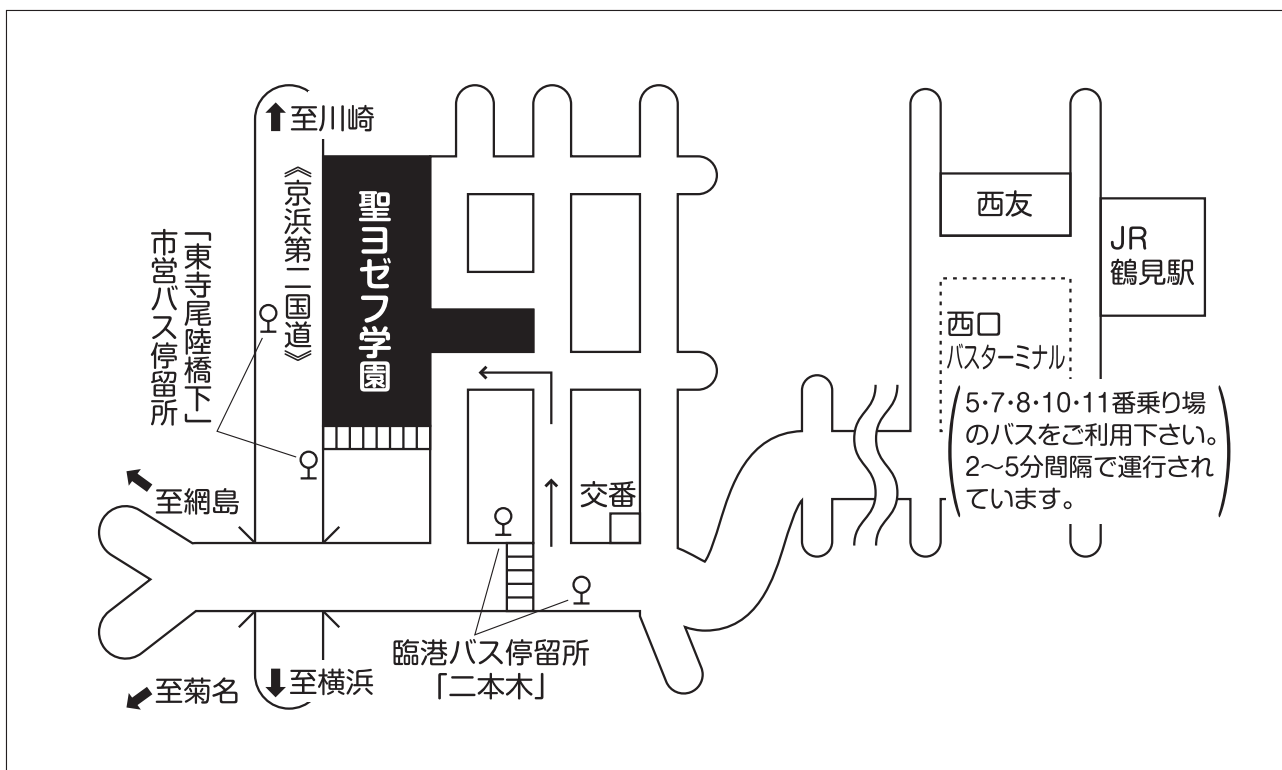 至川崎
《京浜第二国道》
聖ヨゼフ学園
「東寺尾陸橋下」
市営バス停留所
西友
JR
鶴見駅
西口
バスターミナル
5・7・8・10・11番乗り場
のバスをご利用下さい。
2〜5分間隔で運行され
ています。
交番
至網島
至菊名
至横浜
臨港バス停留所
「二本木」